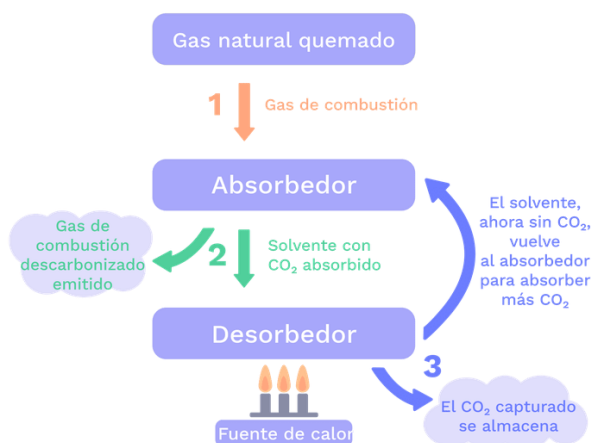 Gas natural quemado
1
Gas de combustión
Absorbedor
Gas de
combustión
descarbonizado
emitido
2
Solvente con
CO₂ absorbido
El solvente,
ahora sin CO₂,
vuelve
al absorbedor
para absorber
más CO₂
Desorbedor
3
Fuente de calor
El CO₂ capturado
se almacena